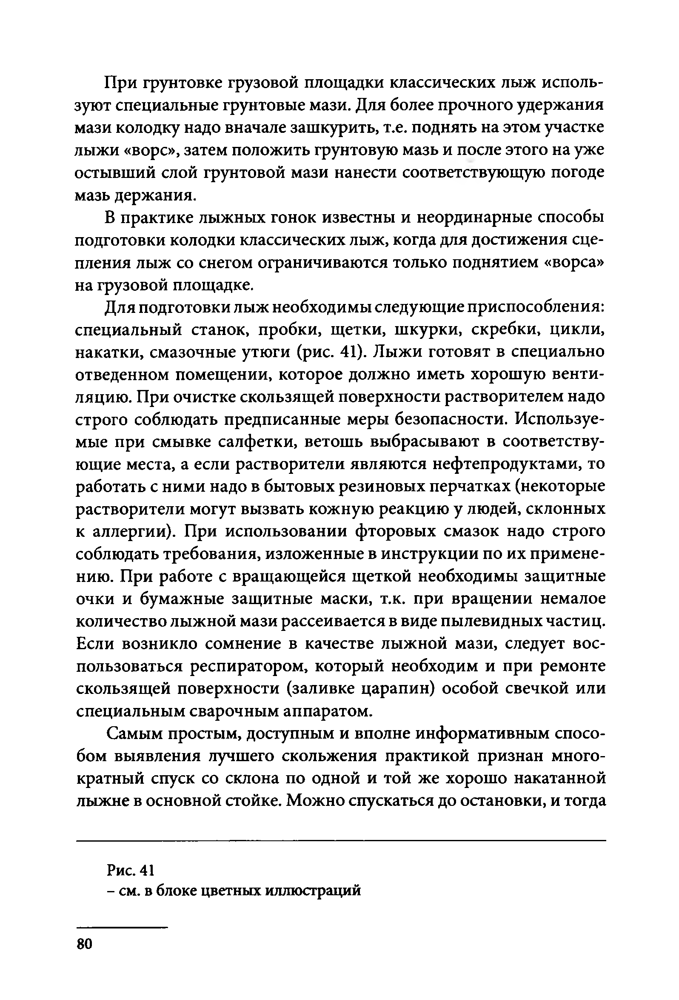 При грунтовке грузовой площадки классических лыж исполь-
зуют специальные грунтовые мази. Для более прочного удержания
мази колодку надо вначале зашкурить, т.е. поднять на этом участке
лыжи «ворс», затем положить грунтовую мазь и после этого на уже
остывший слой грунтовой мази нанести соответствующую погоде
мазь держания.
В практике лыжных гонок известны и неординарные способы
подготовки колодки классических лыж, когда для достижения сце-
пления лыж со снегом ограничиваются только поднятием «ворса»
на грузовой площадке.
Для подготовки лыж необходимы следующие приспособления:
специальный станок, пробки, щетки, шкурки, скребки, цикли,
накатки, смазочные утюги (рис. 41). Лыжи готовят в специально
отведенном помещении, которое должно иметь хорошую венти-
ляцию. При очистке скользящей поверхности растворителем надо
строго соблюдать предписанные меры безопасности. Используе-
мые при смывке салфетки, ветошь выбрасывают в соответству-
ющие места, а если растворители являются нефтепродуктами, то
работать с ними надо в бытовых резиновых перчатках (некоторые
растворители могут вызвать кожную реакцию у людей, склонных
к аллергии). При использовании фторовых смазок надо строго
соблюдать требования, изложенные в инструкции по их примене-
нию. При работе с вращающейся щеткой необходимы защитные
очки и бумажные защитные маски, т.к. при вращении немалое
количество лыжной мази рассеивается в виде пылевидных частиц.
Если возникло сомнение в качестве лыжной мази, следует вос-
пользоваться респиратором, который необходим и при ремонте
скользящей поверхности (заливке царапин) особой свечкой или
специальным сварочным аппаратом.
Самым простым, доступным и вполне информативным спосо-
бом выявления лучшего скольжения практикой признан много-
кратный спуск со склона по одной и той же хорошо накатанной
лыжне в основной стойке. Можно спускаться до остановки, и тогда
Рис. 41
– см. в блоке цветных иллюстраций
80